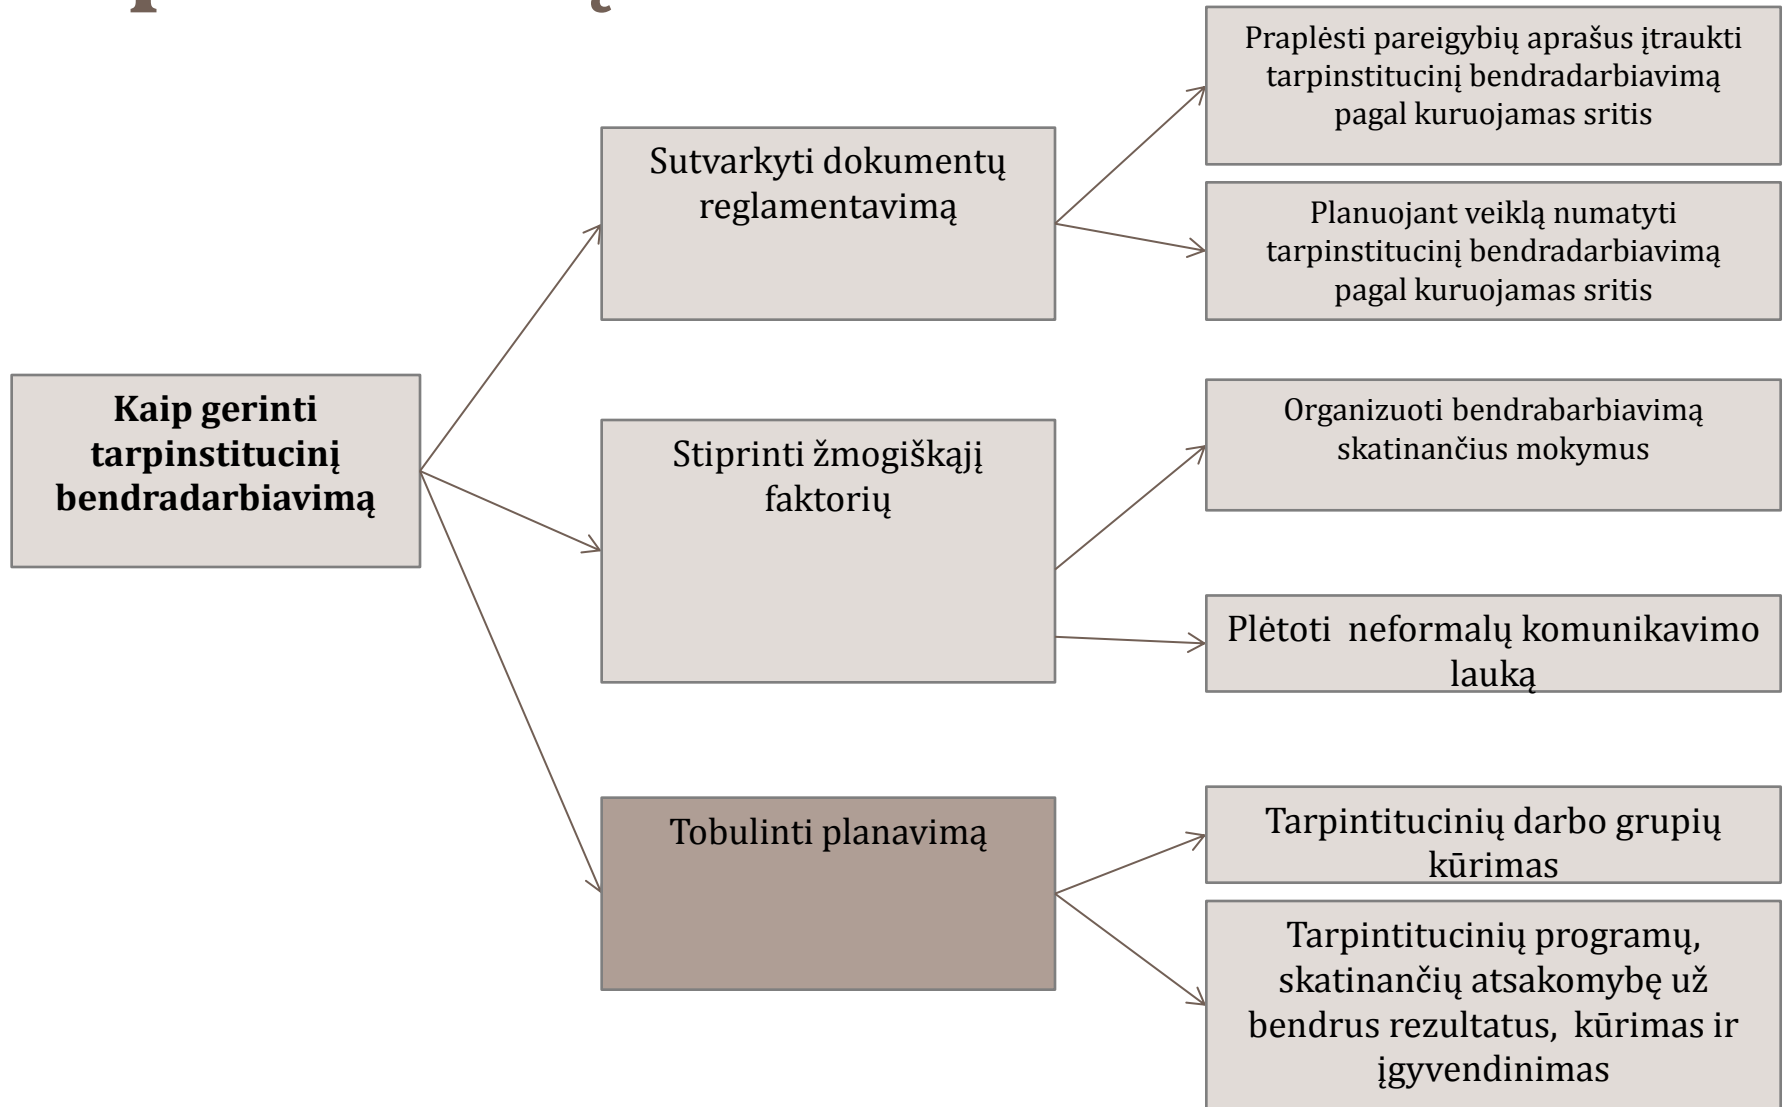 Kaip gerinti
tarpinstitucinį
bendradarbiavimą
Sutvarkyti dokumentų
reglamentavimą
Praplėsti pareigybių aprašus įtraukti
tarpinstitucinį bendradarbiavimą
pagal kuruojamas sritis
Planuojant veiklą numatyti
tarpinstitucinį bendradarbiavimą
pagal kuruojamas sritis
Stiprinti žmogiškąjį
faktorių
Organizuoti bendrabarbiavimą
skatinančius mokymus
Plėtoti  neformalų komunikavimo
lauką
Tobulinti planavimą
Tarpintitucinių darbo grupių
kūrimas
Tarpintitucinių programų,
skatinančių atsakomybę už
bendrus rezultatus,  kūrimas ir
įgyvendinimas